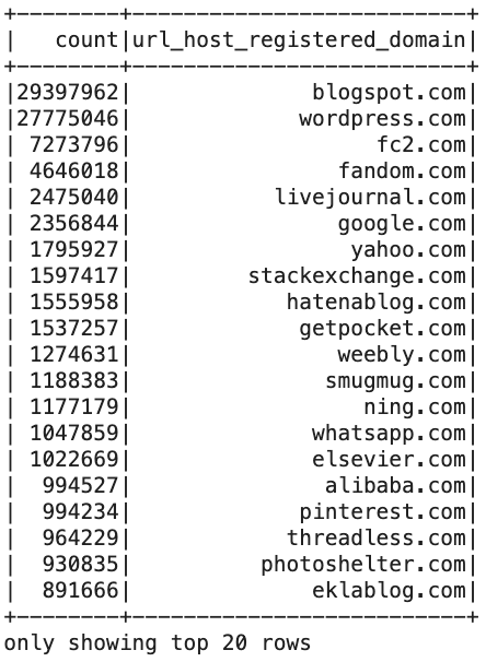 +--------+--------------------------+
|   count|url_host_registered_domain|
+--------+--------------------------+
|29397962|              blogspot.com|
|27775046|             wordpress.com|
| 7273796|                   fc2.com|
| 4646018|                fandom.com|
| 2475040|           livejournal.com|
| 2356844|                google.com|
| 1795927|                 yahoo.com|
| 1597417|         stackexchange.com|
| 1555958|            hatenablog.com|
| 1537257|             getpocket.com|
| 1274631|                weebly.com|
| 1188383|                smugmug.com|
| 1177179|                  ning.com|
| 1047859|              whatsapp.com|
| 1022669|              elsevier.com|
|  994527|               alibaba.com|
|  994234|             pinterest.com|
|  964229|            threadless.com|
|  930835|          photoshelter.com|
|  891666|              eklablog.com|
+--------+--------------------------+
only showing top 20 rows